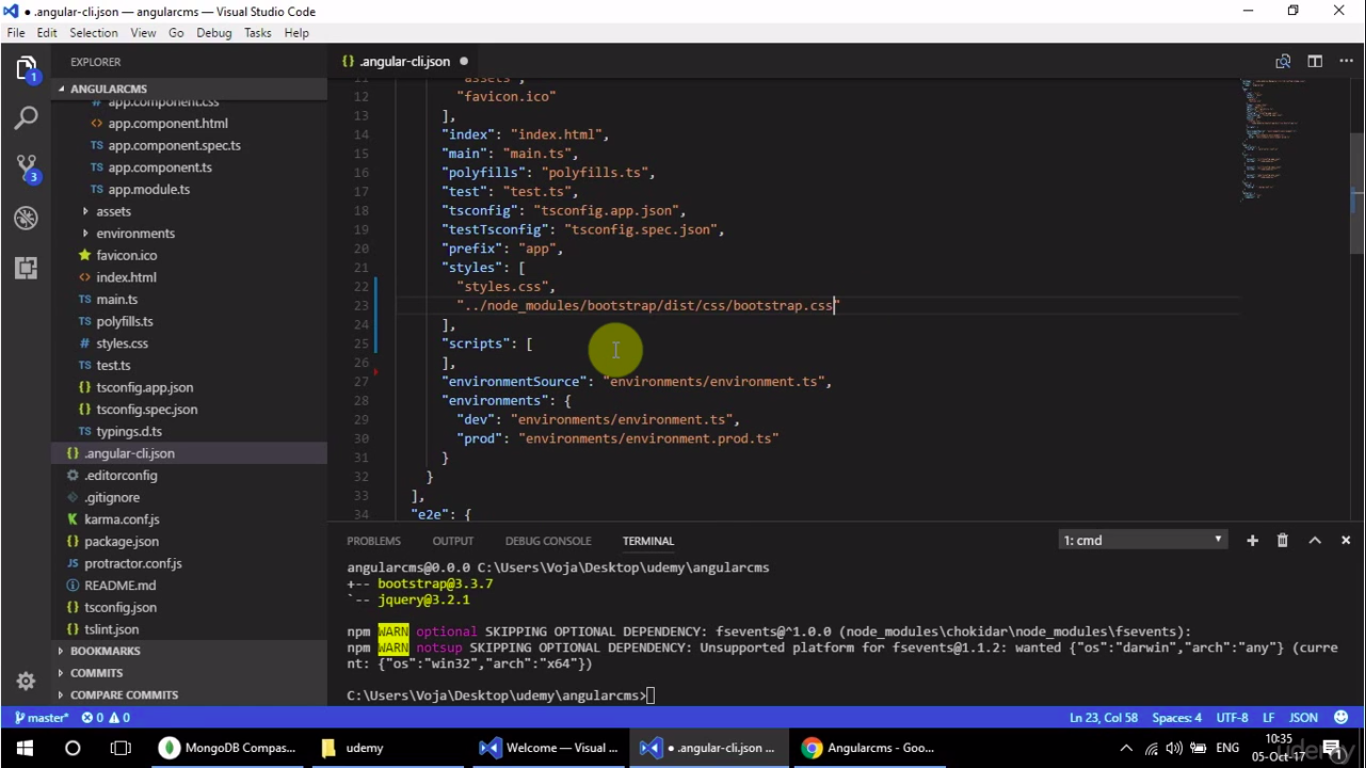 ● .angular-cli.json — angularcms — Visual Studio Code
File Edit Selection View Go Debug Tasks Help
1
3
EXPLORER
ANGULARCMS
app.component.css
app.component.html
app.component.spec.ts
app.component.ts
app.module.ts
assets
environments
favicon.ico
index.html
main.ts
polyfills.ts
styles.css
test.ts
tsconfig.app.json
tsconfig.spec.json
typings.d.ts
.angular-cli.json
.editorconfig
.gitignore
karma.conf.js
package.json
protractor.conf.js
README.md
tsconfig.json
tslint.json
BOOKMARKS
COMMITS
COMPARE COMMITS
{} .angular-cli.json ●
11 "assets",
12 "favicon.ico"
13 ],
14 "index": "index.html",
15 "main": "main.ts",
16 "polyfills": "polyfills.ts",
17 "test": "test.ts",
18 "tsconfig": "tsconfig.app.json",
19 "testTsconfig": "tsconfig.spec.json",
20 "prefix": "app",
21 "styles": [
22 "styles.css",
23 "../node_modules/bootstrap/dist/css/bootstrap.css"
24 ],
25 "scripts": [
26 ],
27 "environmentSource": "environments/environment.ts",
28 "environments": {
29 "dev": "environments/environment.ts",
30 "prod": "environments/environment.prod.ts"
31 }
32 }
33 ],
34 "e2e": {
PROBLEMS OUTPUT DEBUG CONSOLE TERMINAL 1: cmd
angularcms@0.0.0 C:\Users\Voja\Desktop\udemy\angularcms
+-- bootstrap@3.3.7
`-- jquery@3.2.1
npm WARN optional SKIPPING OPTIONAL DEPENDENCY: fsevents@^1.0.0 (node_modules\chokidar\node_modules\fsevents):
npm WARN notsup SKIPPING OPTIONAL DEPENDENCY: Unsupported platform for fsevents@1.1.2: wanted {"os":"darwin","arch":"any"} (curre
nt: {"os":"win32","arch":"x64"})
C:\Users\Voja\Desktop\udemy\angularcms>
master* 0 0 Ln 23, Col 58 Spaces: 4 UTF-8 LF JSON
MongoDB Compas... udemy Welcome — Visual ... ● .angular-cli.json ... Angularcms - Goo... ENG
10:35
05-Oct-17
1
udemy